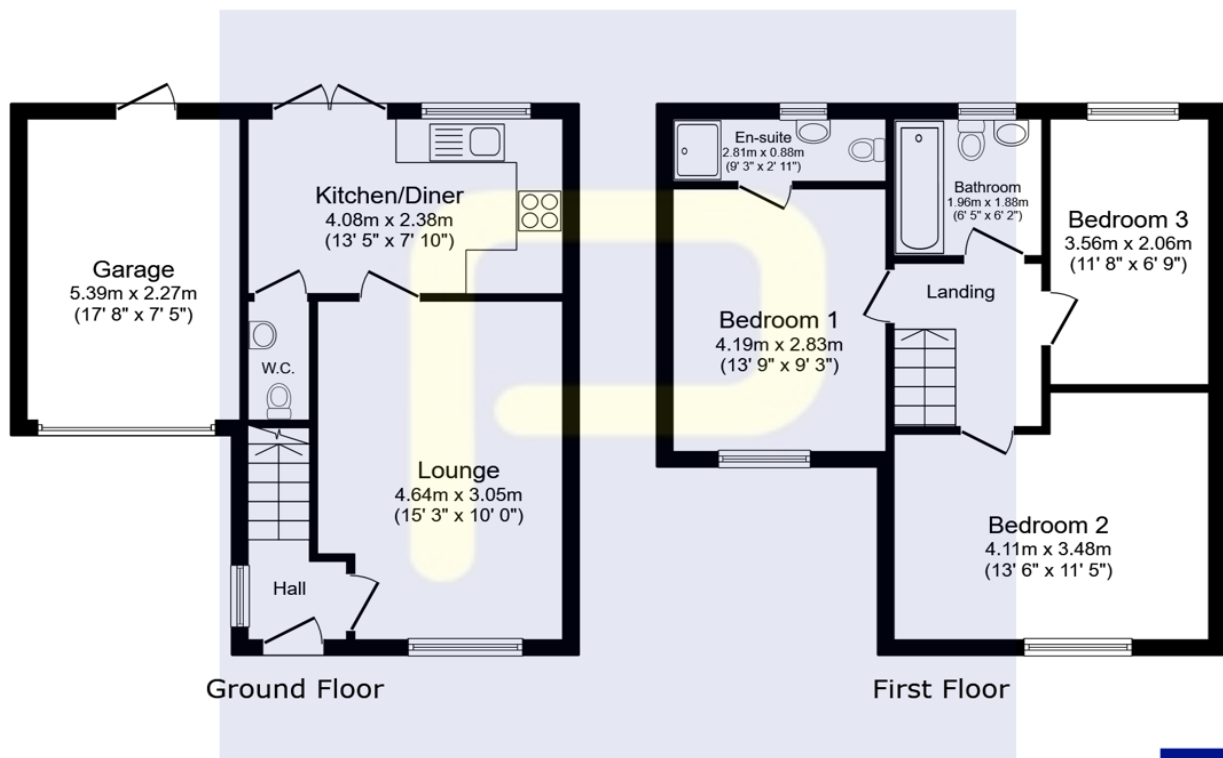 Kitchen/Diner
4.08m x 2.38m
(13' 5" x 7' 10")
Garage
5.39m x 2.27m
(17' 8" x 7' 5")
W.C.
Lounge
4.64m x 3.05m
(15' 3" x 10' 0")
Hall
Ground Floor
En-suite
2.81m x 0.88m
(9' 3" x 2' 11")
Bathroom
1.96m x 1.88m
(6' 5" x 6' 2")
Bedroom 3
3.56m x 2.06m
(11' 8" x 6' 9")
Landing
Bedroom 1
4.19m x 2.83m
(13' 9" x 9' 3")
Bedroom 2
4.11m x 3.48m
(13' 6" x 11' 5")
First Floor